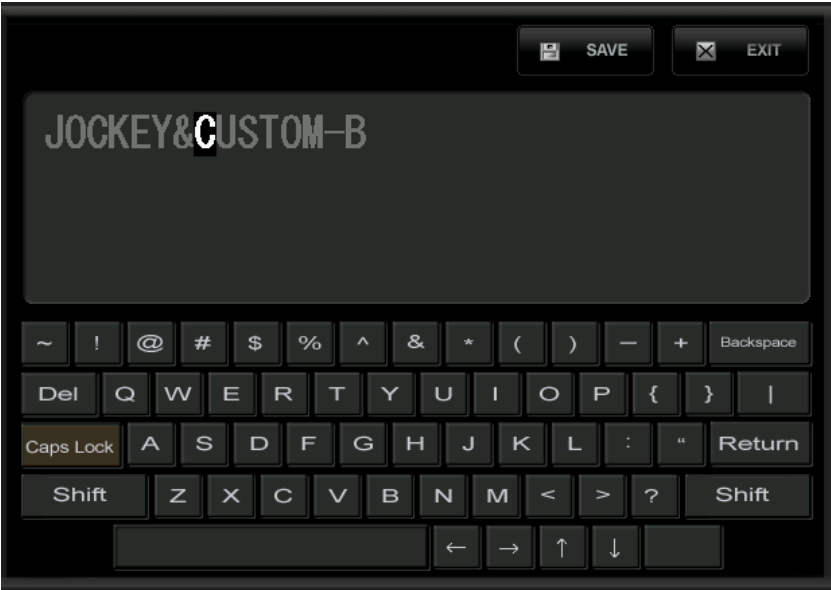 SAVE EXIT
JOCKEY&CUSTOM-B
~ ! @ # $ % ^ & * ( ) — + Backspace
Del Q W E R T Y U I O P { } |
Caps Lock A S D F G H J K L : “ Return
Shift Z X C V B N M < > ? Shift
← → ↑ ↓